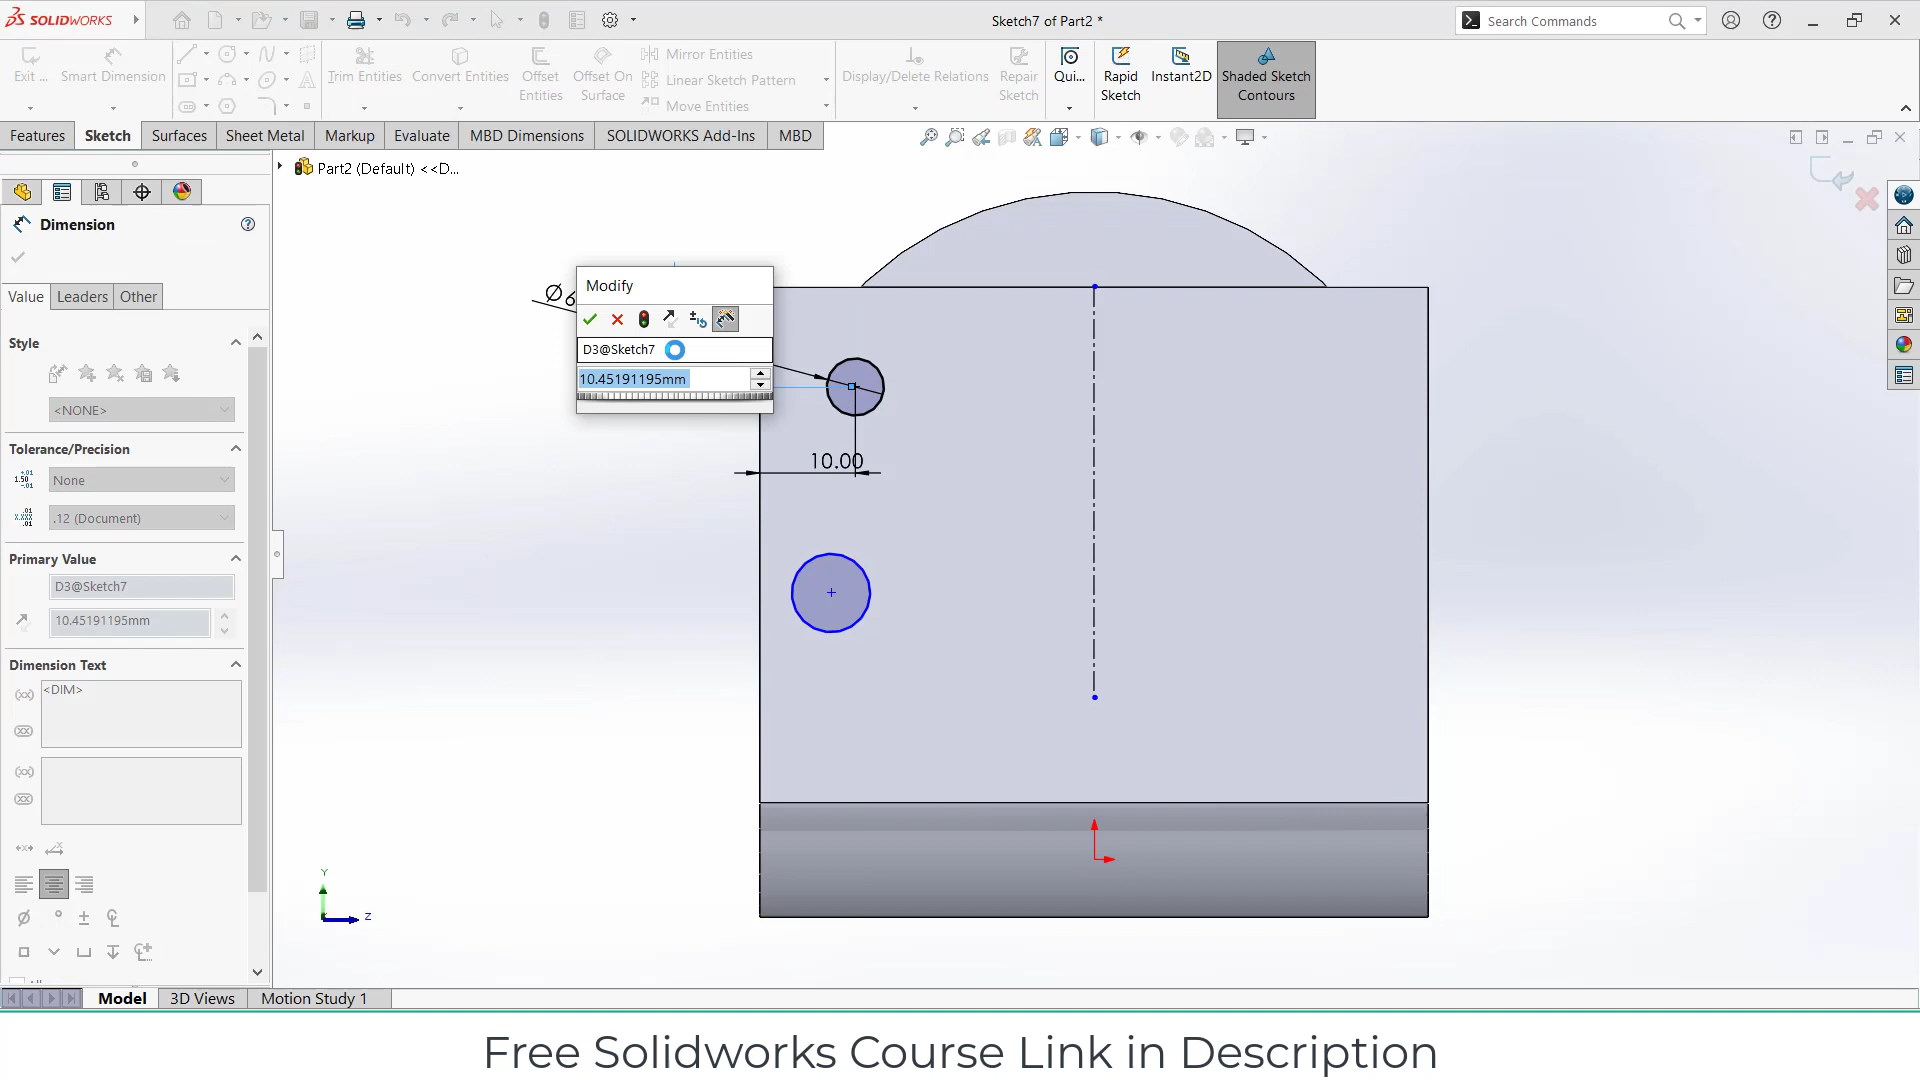 SOLIDWORKS
Sketch7 of Part2 *
Search Commands
Exit ...
Smart Dimension
Trim Entities
Convert Entities
Offset Entities
Offset On Surface
Mirror Entities
Linear Sketch Pattern
Move Entities
Display/Delete Relations
Repair Sketch
Qui...
Rapid Sketch
Instant2D
Shaded Sketch Contours
Features
Sketch
Surfaces
Sheet Metal
Markup
Evaluate
MBD Dimensions
SOLIDWORKS Add-Ins
MBD
Part2 (Default) <<D...
Dimension
Value
Leaders
Other
Style
<NONE>
Tolerance/Precision
None
.12 (Document)
Primary Value
D3@Sketch7
10.45191195mm
Dimension Text
<DIM>
Modify
D3@Sketch7
10.45191195mm
Ø6
10.00
Y
Z
Model
3D Views
Motion Study 1
Free Solidworks Course Link in Description